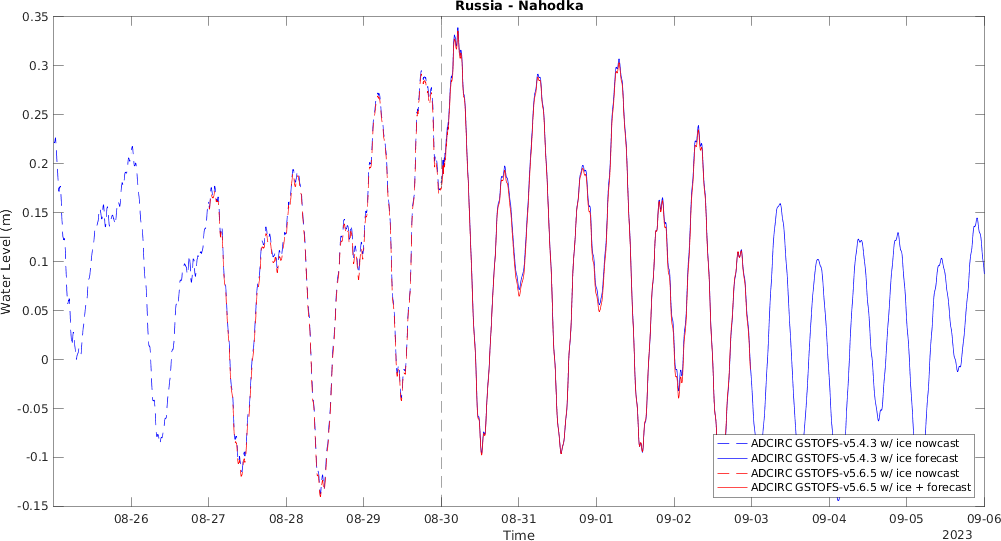 Russia - Nahodka
0.35
0.3
0.25
0.2
0.15
0.1
0.05
0
-0.05
-0.1
-0.15
Water Level (m)
ADCIRC GSTOFS-v5.4.3 w/ ice nowcast
ADCIRC GSTOFS-v5.4.3 w/ ice forecast
ADCIRC GSTOFS-v5.6.5 w/ ice nowcast
ADCIRC GSTOFS-v5.6.5 w/ ice + forecast
08-26 08-27 08-28 08-29 08-30 08-31 09-01 09-02 09-03 09-04 09-05 09-06
Time
2023